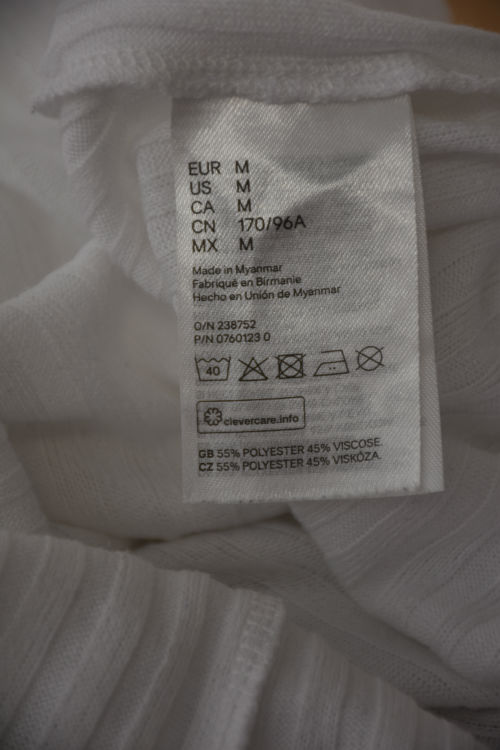 EUR M
US M
CA M
CN 170/96A
MX M
Made in Myanmar
Fabriqué en Birmanie
Hecho en Unión de Myanmar
O/N 238752
P/N 0760123 0
40
clevercare.info
GB 55% POLYESTER 45% VISCOSE.
CZ 55% POLYESTER 45% VISKÓZA.